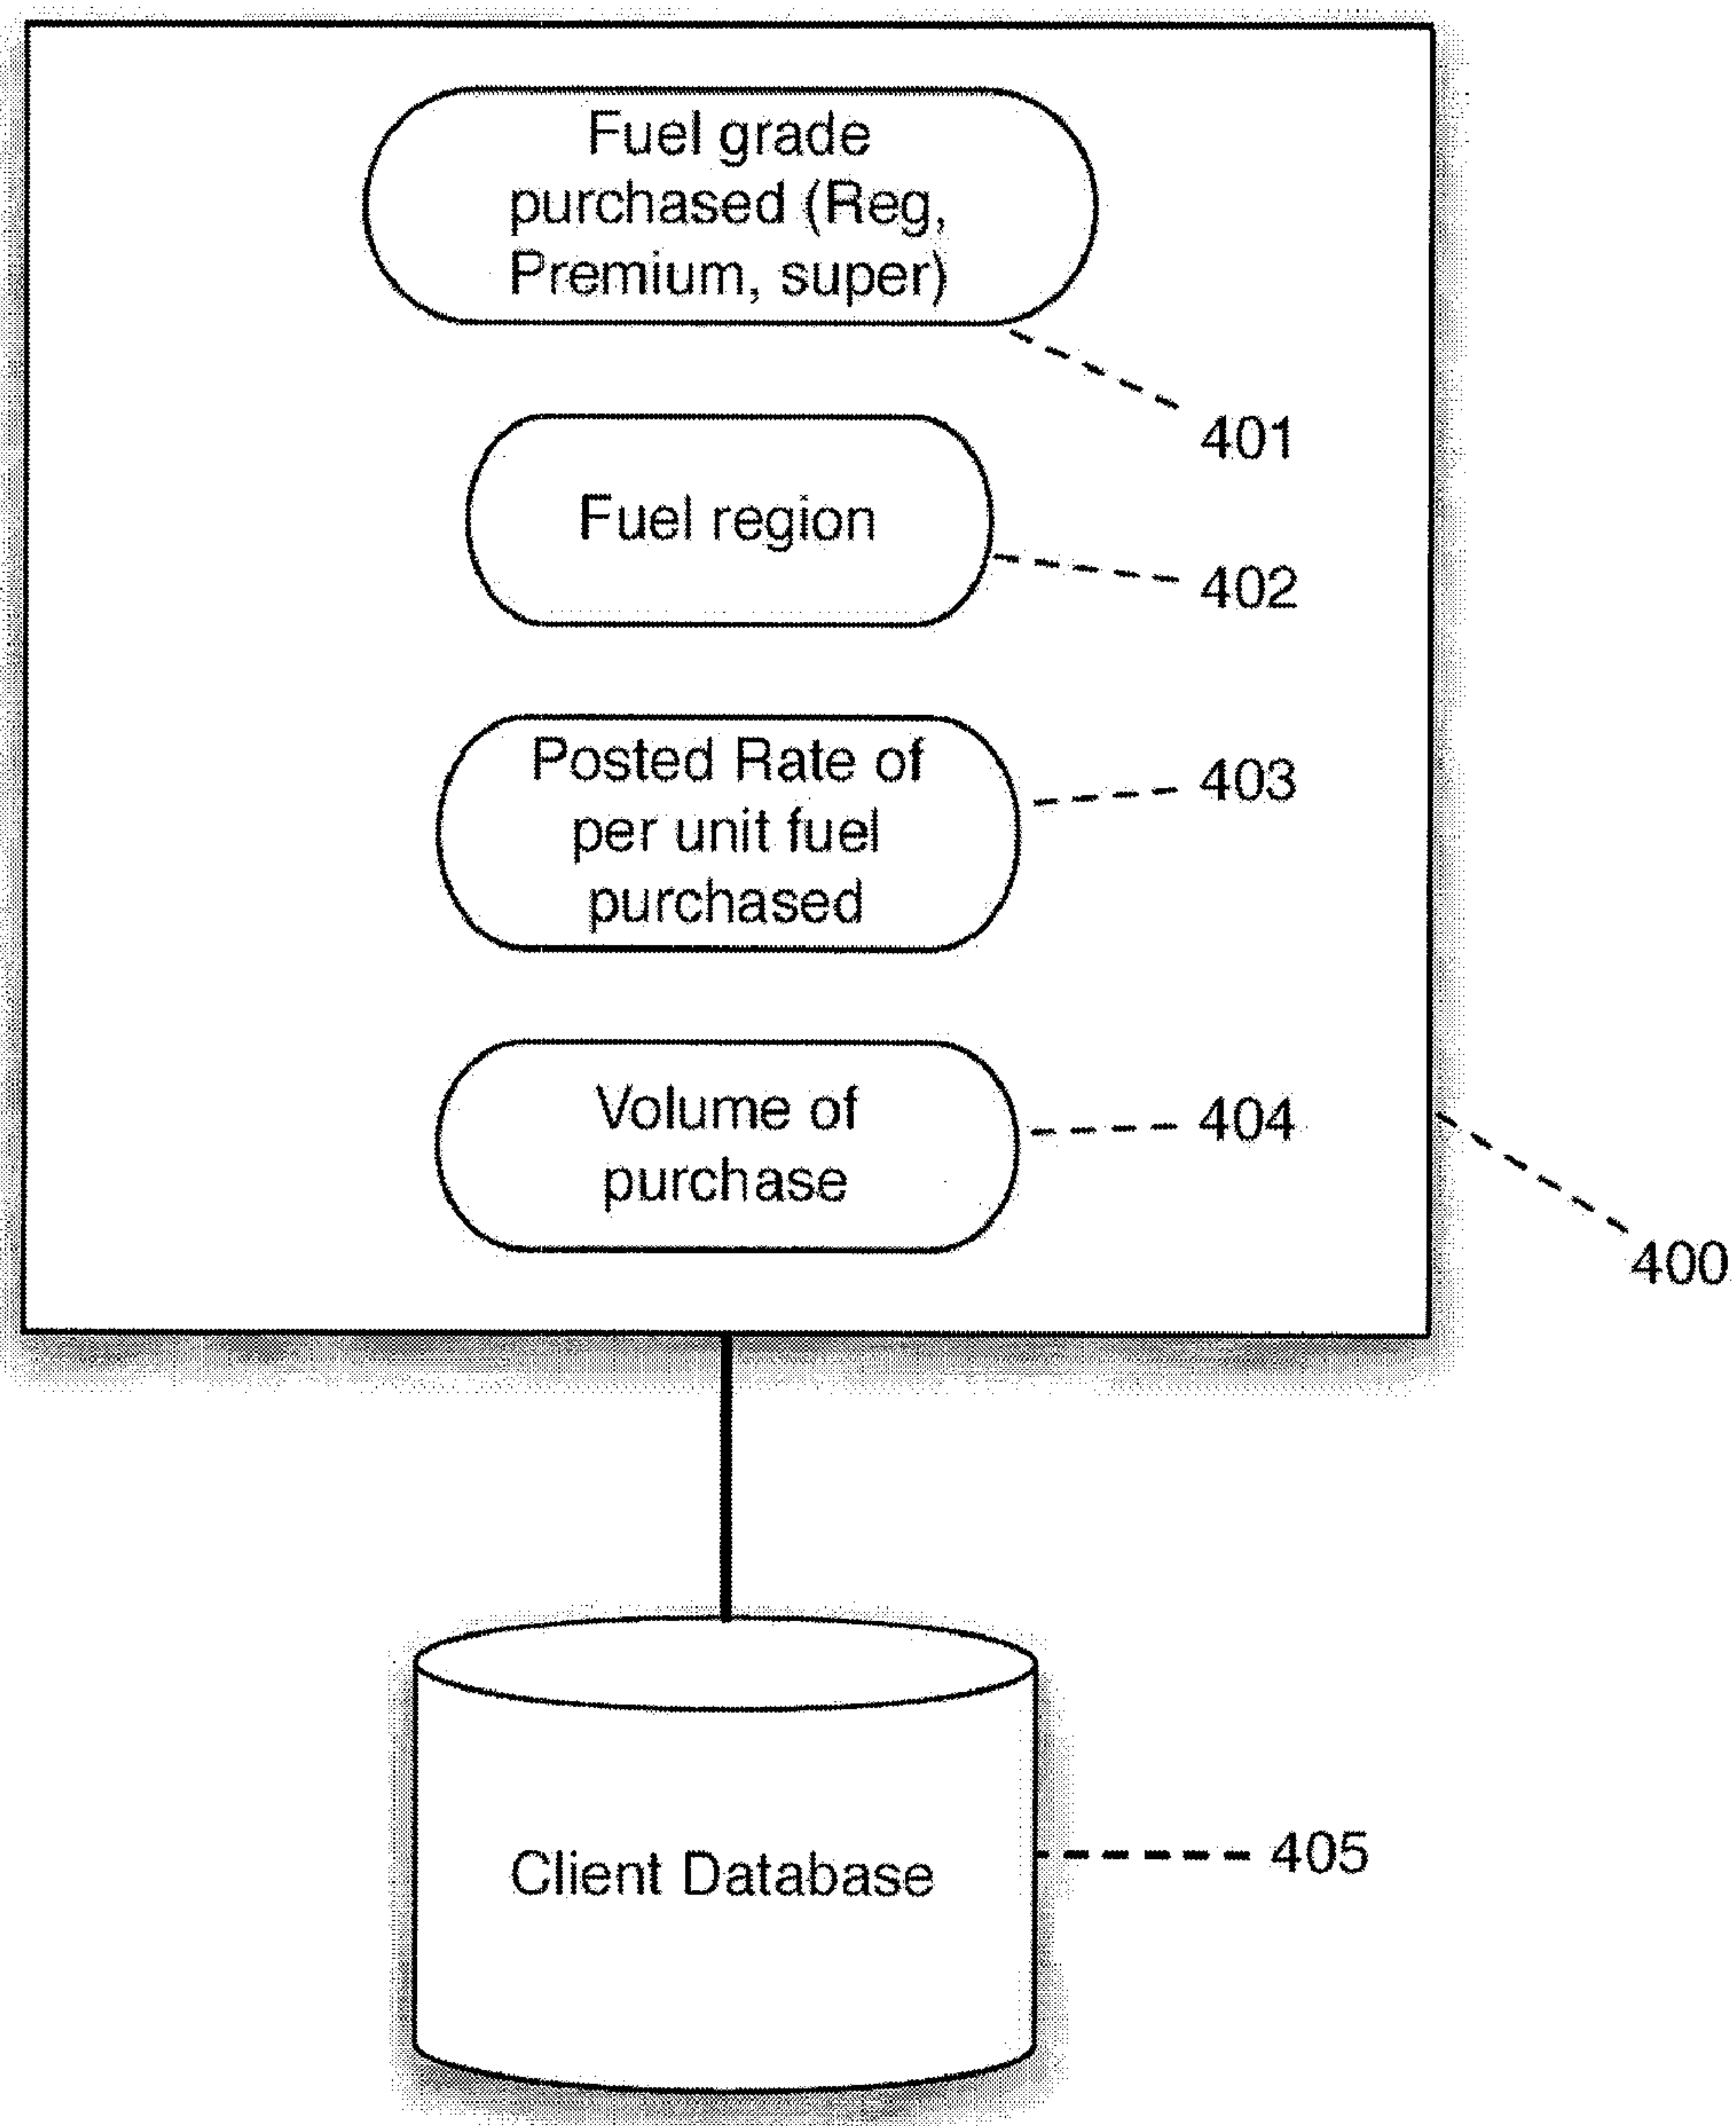 Fuel grade
purchased (Reg,
Premium, super)
401
Fuel region
402
Posted Rate of
per unit fuel
purchased
403
Volume of
purchase
404
400
Client Database
405